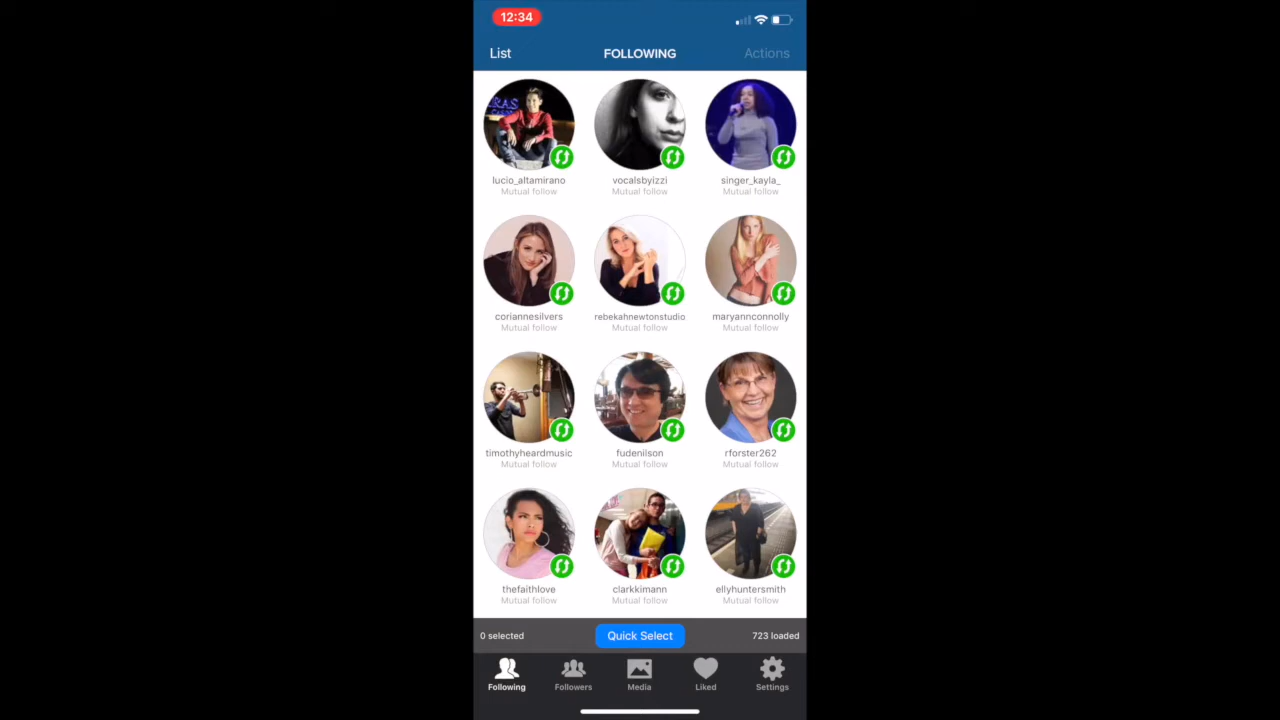 12:34
List FOLLOWING Actions
lucio_altamirano vocalsbyizzi singer_kayla_
Mutual follow Mutual follow Mutual follow
coriannesilvers rebekahnewtonstudio maryannconnolly
Mutual follow Mutual follow Mutual follow
timothyheardmusic fudenilson rforster262
Mutual follow Mutual follow Mutual follow
thefaithlove clarkkimann ellyhuntersmith
Mutual follow Mutual follow Mutual follow
0 selected Quick Select 723 loaded
Following Followers Media Liked Settings